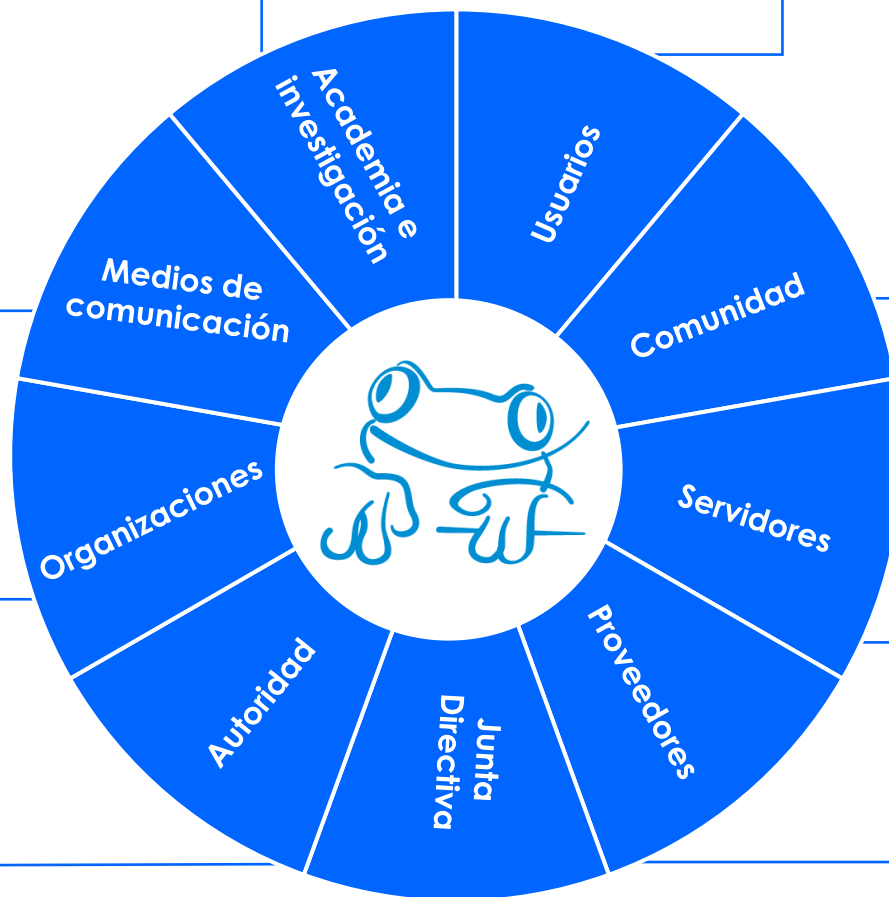 Academia e
investigación
Usuarios
Comunidad
Servidores
Proveedores
Junta
Directiva
Autoridad
Organizaciones
Medios de
comunicación